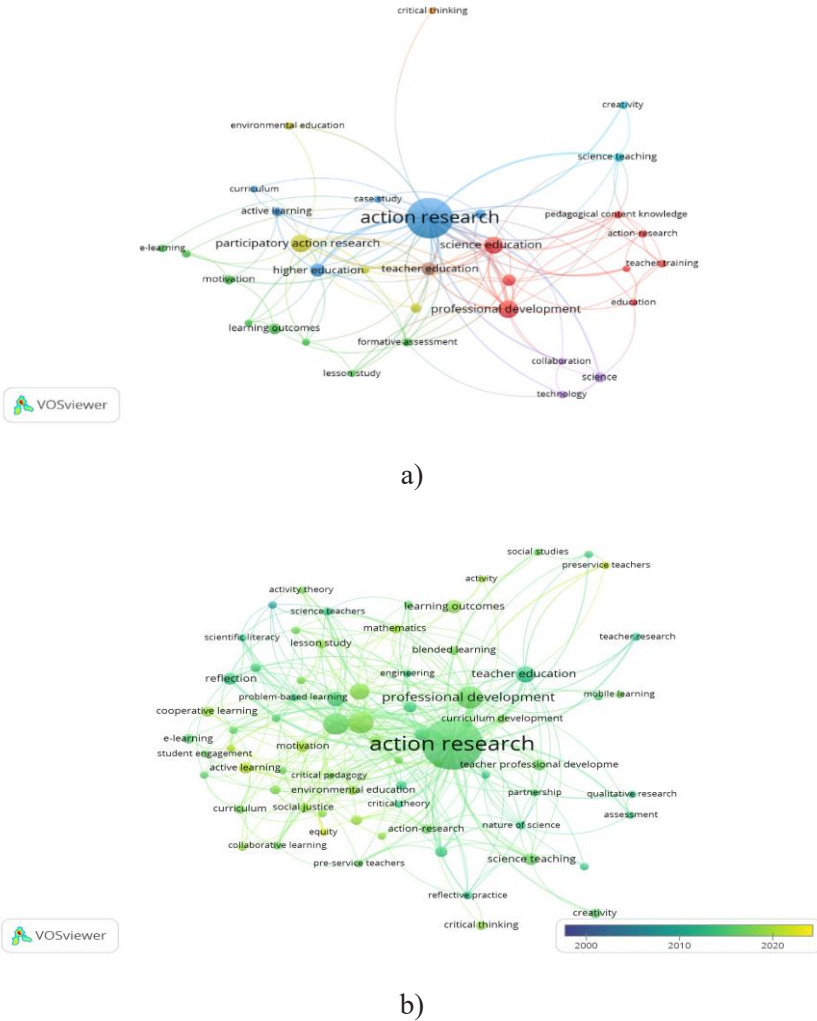 critical thinking
creativity
environmental education
science teaching
curriculum
case study
active learning
action research
pedagogical content knowledge
action-research
e-learning
participatory action research
science education
higher education
teacher education
teacher training
motivation
professional development
education
learning outcomes
formative assessment
collaboration
lesson study
science
technology
VOSviewer
a)
social studies
preservice teachers
activity
activity theory
science teachers
learning outcomes
mathematics
scientific literacy
lesson study
blended learning
teacher research
reflection
engineering
teacher education
problem-based learning
professional development
mobile learning
cooperative learning
curriculum development
e-learning
motivation
action research
student engagement
active learning
critical pedagogy
teacher professional developme
environmental education
partnership
qualitative research
curriculum
social justice
critical theory
assessment
equity
action-research
nature of science
collaborative learning
pre-service teachers
science teaching
reflective practice
critical thinking
creativity
VOSviewer
2000 2010 2020
b)